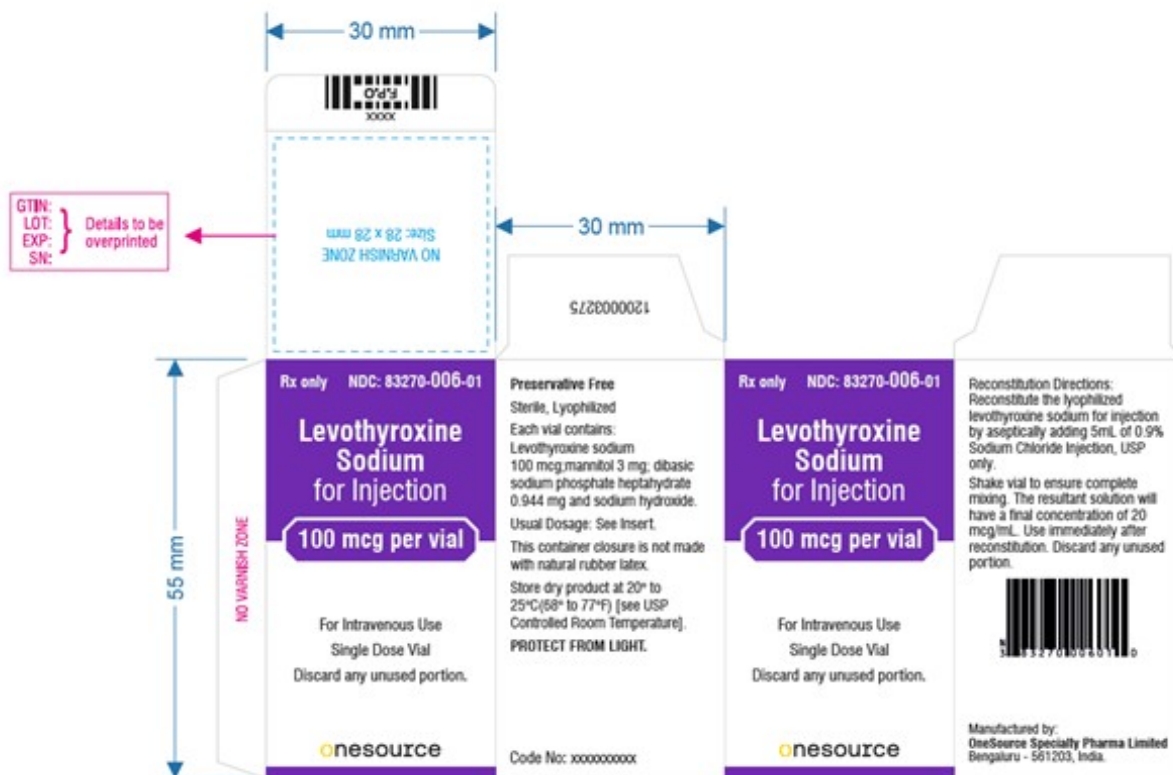 30 mm
F.P.O
XXXX
GTIN:
LOT:
EXP:
SN:
Details to be
overprinted
NO VARNISH ZONE
Size: 28 x 28 mm
30 mm
1200003275
55 mm
NO VARNISH ZONE
Rx only NDC: 83270-006-01
Levothyroxine
Sodium
for Injection
100 mcg per vial
For Intravenous Use
Single Dose Vial
Discard any unused portion.
onesource
Preservative Free
Sterile, Lyophilized
Each vial contains:
Levothyroxine sodium
100 mcg;mannitol 3 mg; dibasic
sodium phosphate heptahydrate
0.944 mg and sodium hydroxide.
Usual Dosage: See Insert.
This container closure is not made
with natural rubber latex.
Store dry product at 20° to
25°C(68° to 77°F) [see USP
Controlled Room Temperature].
PROTECT FROM LIGHT.
Code No: xxxxxxxxxx
Rx only NDC: 83270-006-01
Levothyroxine
Sodium
for Injection
100 mcg per vial
For Intravenous Use
Single Dose Vial
Discard any unused portion.
onesource
Reconstitution Directions:
Reconstitute the lyophilized
levothyroxine sodium for injection
by aseptically adding 5mL of 0.9%
Sodium Chloride Injection, USP
only.
Shake vial to ensure complete
mixing. The resultant solution will
have a final concentration of 20
mcg/mL. Use immediately after
reconstitution. Discard any unused
portion.
Manufactured by:
OneSource Specialty Pharma Limited
Bengaluru - 561203, India.